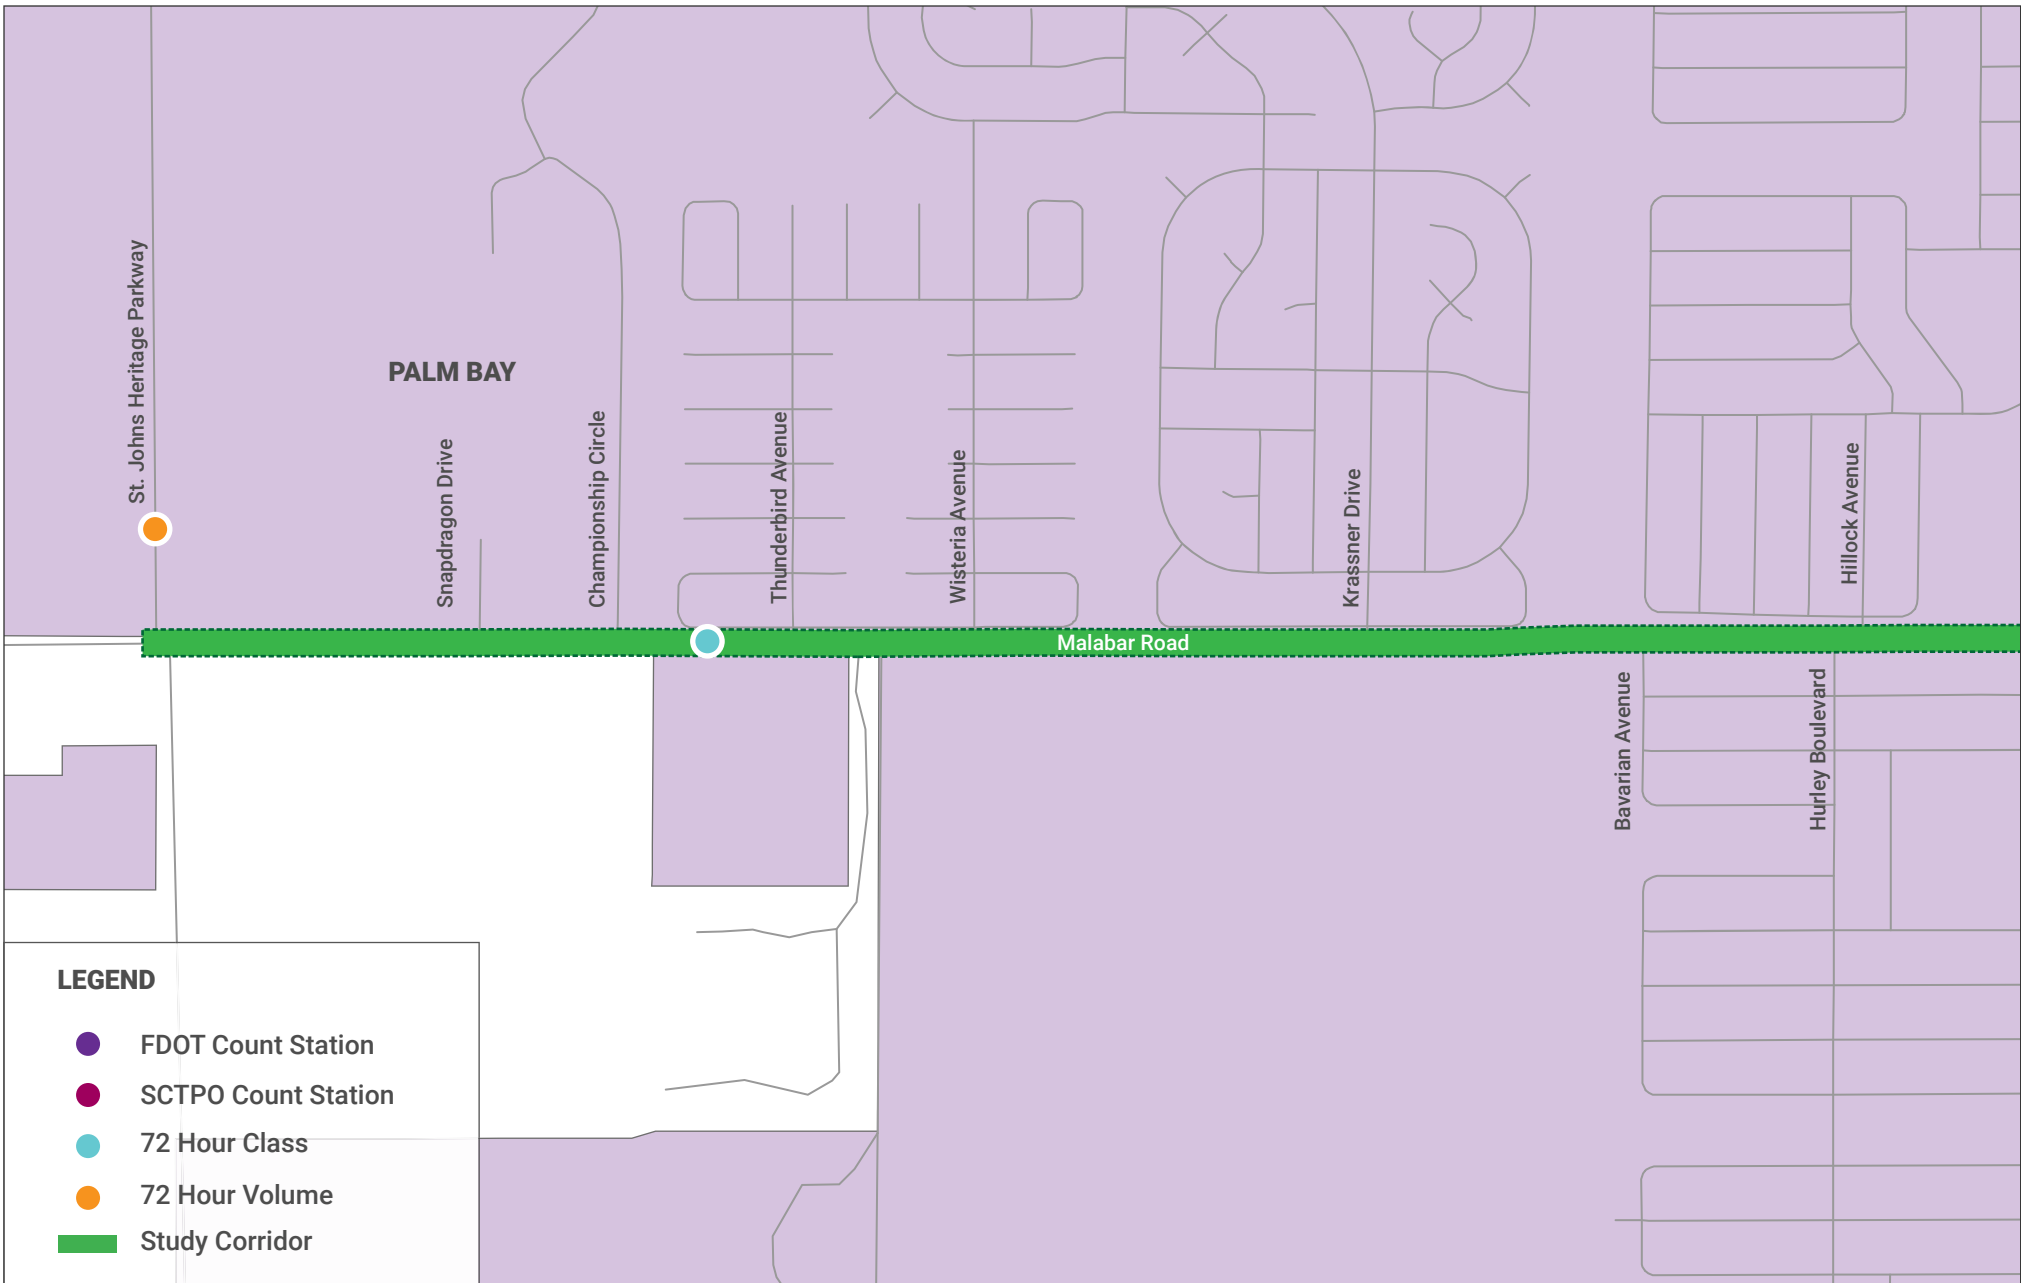 St. Johns Heritage Parkway
PALM BAY
Snapdragon Drive
Championship Circle
Thunderbird Avenue
Wisteria Avenue
Krassner Drive
Hillock Avenue
Malabar Road
Bavarian Avenue
Hurley Boulevard
LEGEND
FDOT Count Station
SCTPO Count Station
72 Hour Class
72 Hour Volume
Study Corridor